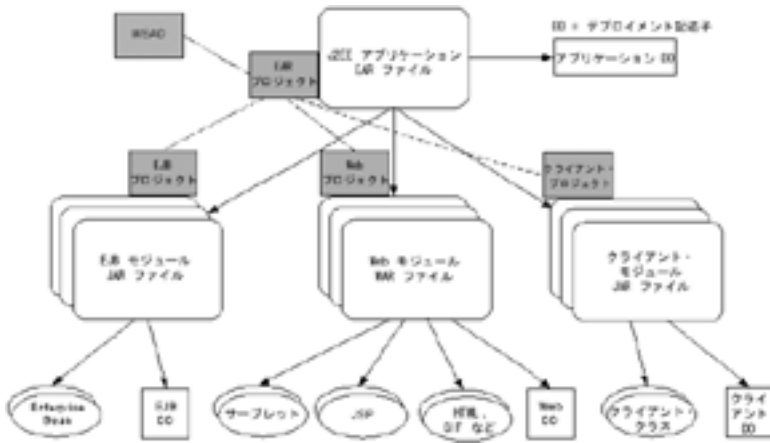 WSAD
DD = デプロイメント記述子
EAR
プロジェクト
J2EE アプリケーション
EAR ファイル
アプリケーション DD
EJB
プロジェクト
Web
プロジェクト
クライアント・
プロジェクト
EJB モジュール
JAR ファイル
Web モジュール
WAR ファイル
クライアント・
モジュール
JAR ファイル
Enterprise
Bean
EJB
DD
サーブレット
JSP
HTML、
GIF など
Web
DD
クライアント・
クラス
クライ
アント
DD